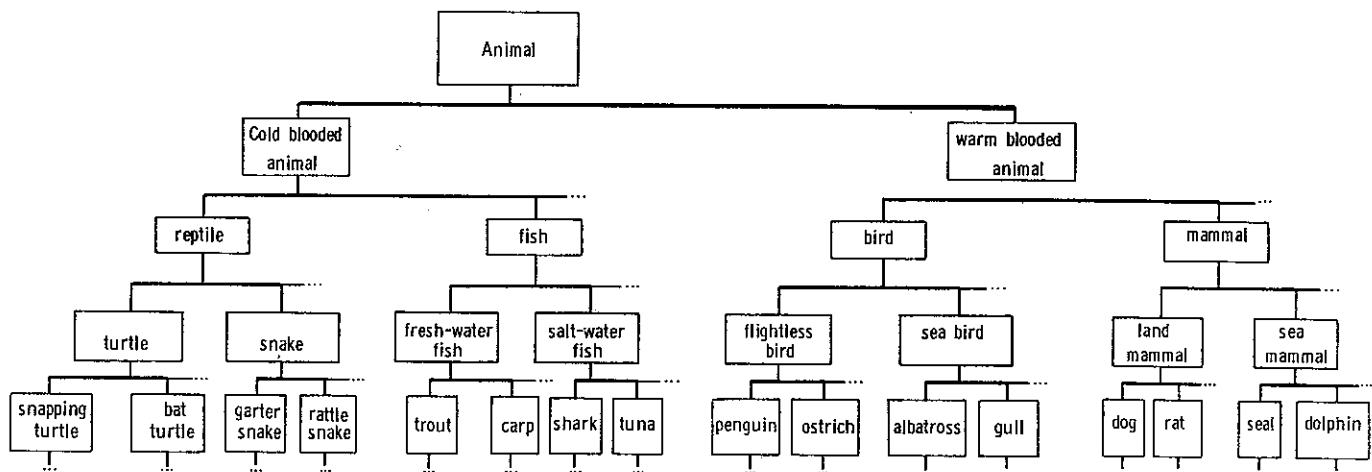 Animal
Cold blooded
animal
warm blooded
animal
reptile
fish
bird
mammal
turtle
snake
fresh-water
fish
salt-water
fish
flightless
bird
sea bird
land
mammal
sea
mammal
snapping
turtle
bat
turtle
garter
snake
rattle
snake
trout
carp
shark
tuna
penguin
ostrich
albatross
gull
dog
rat
seal
dolphin